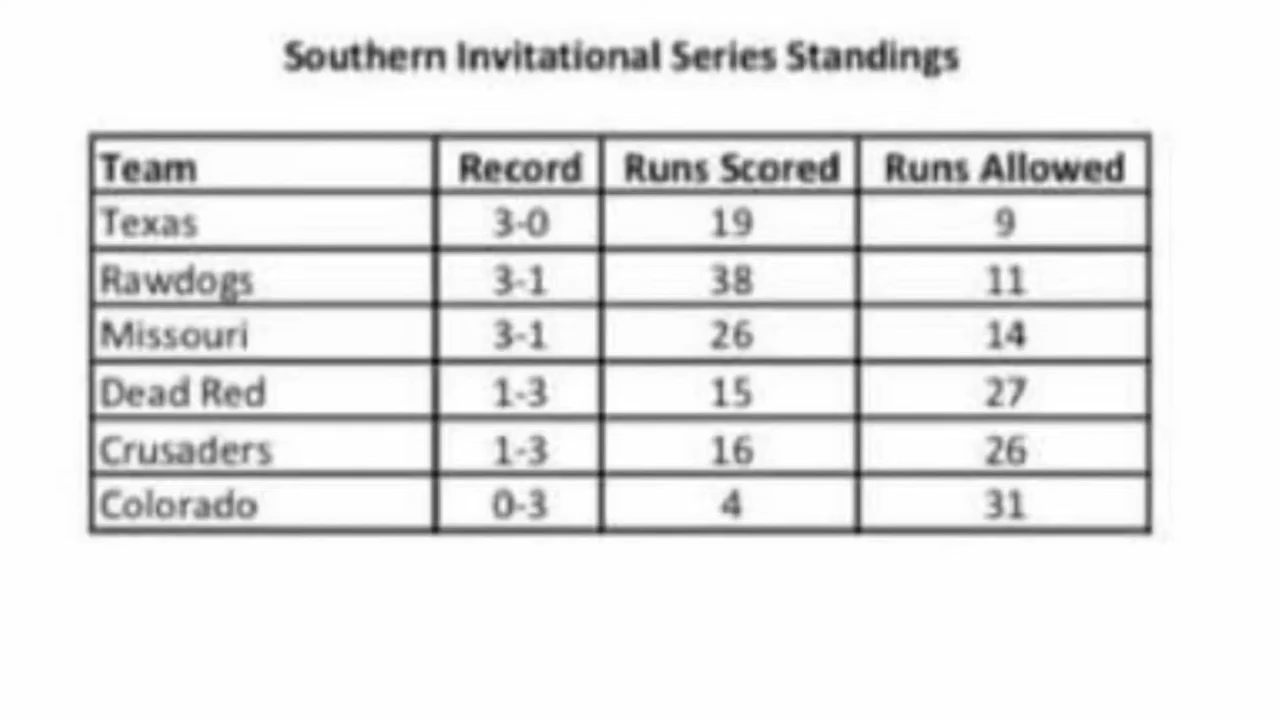 Southern Invitational Series Standings
Team Record Runs Scored Runs Allowed
Texas 3-0 19 9
Rawdogs 3-1 38 11
Missouri 3-1 26 14
Dead Red 1-3 15 27
Crusaders 1-3 16 26
Colorado 0-3 4 31